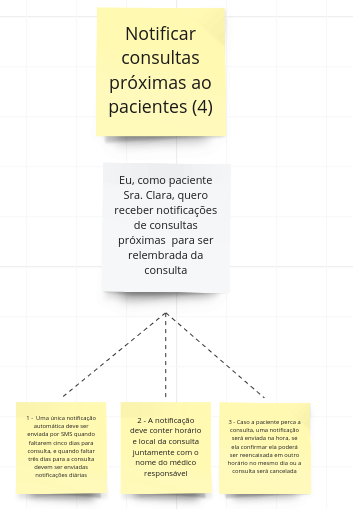 Notificar
consultas
próximas ao
pacientes (4)
Eu, como paciente
Sra. Clara, quero
receber notificações
de consultas
próximas para ser
relembrada da
consulta
1 - Uma única notificação
automática deve ser
enviada por SMS quando
faltarem cinco dias para
consulta, e quando faltar
três dias para a consulta
devem ser enviadas
notificações diárias
2 - A notificação
deve conter horário
e local da consulta
juntamente com o
nome do médico
responsável
3 - Caso a paciente perca a
consulta, uma notificação
será enviada na hora, se
ela confirmar ela poderá
ser reencaixada em outro
horário no mesmo dia ou a
consulta será cancelada